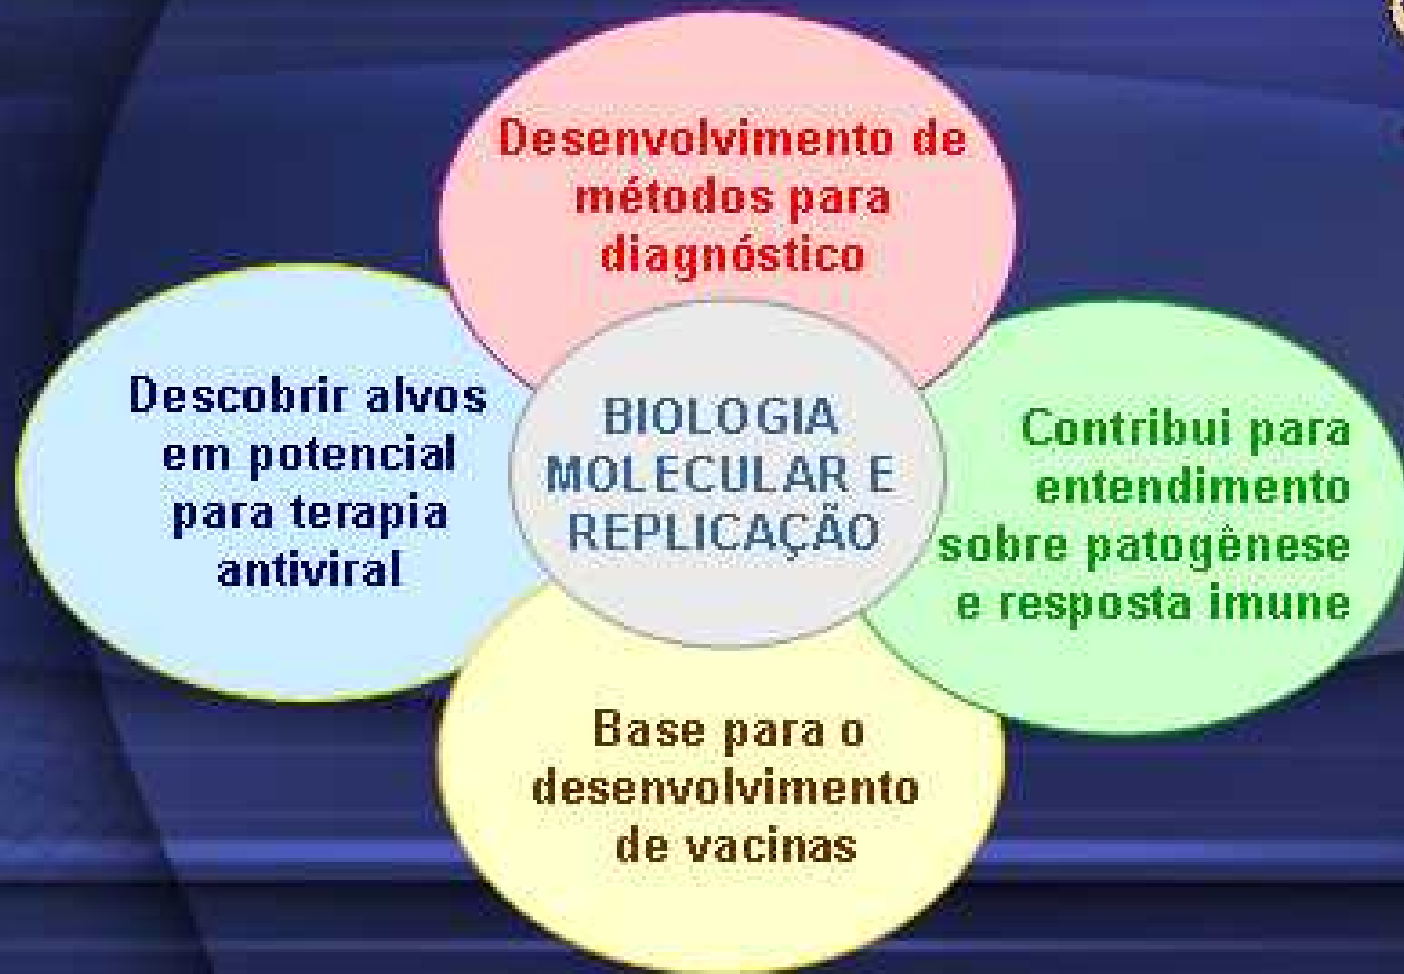 Desenvolvimento de
métodos para
diagnóstico
Descobrir alvos
em potencial
para terapia
antiviral
BIOLOGIA
MOLECULAR E
REPLICAÇÃO
Contribui para
entendimento
sobre patogênese
e resposta imune
Base para o
desenvolvimento
de vacinas